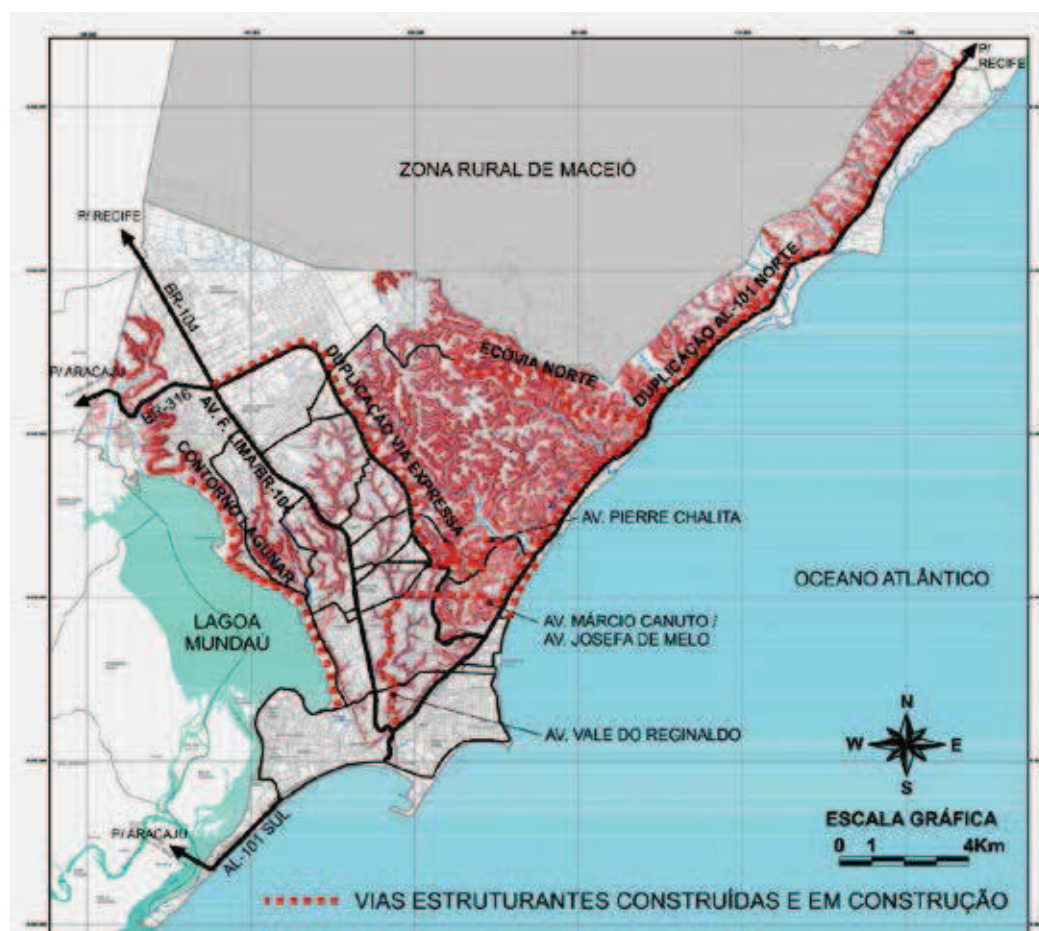 P/
RECIFE
ZONA RURAL DE MACEIÓ
P/ RECIFE
BR-104
DUPLICAÇÃO AL-101 NORTE
ECOVIA NORTE
DUPLICAÇÃO VIA EXPRESSA
P/ ARACAJU
BR-316
AV. F. LIMA/BR-104
CONTORNO LAGUNAR
AV. PIERRE CHALITA
OCEANO ATLÂNTICO
LAGOA
MUNDAÚ
AV. MÁRCIO CANUTO /
AV. JOSEFA DE MELO
AV. VALE DO REGINALDO
N
W E
S
P/ ARACAJU
AL-101 SUL
ESCALA GRÁFICA
0 1 4Km
VIAS ESTRUTURANTES CONSTRUÍDAS E EM CONSTRUÇÃO